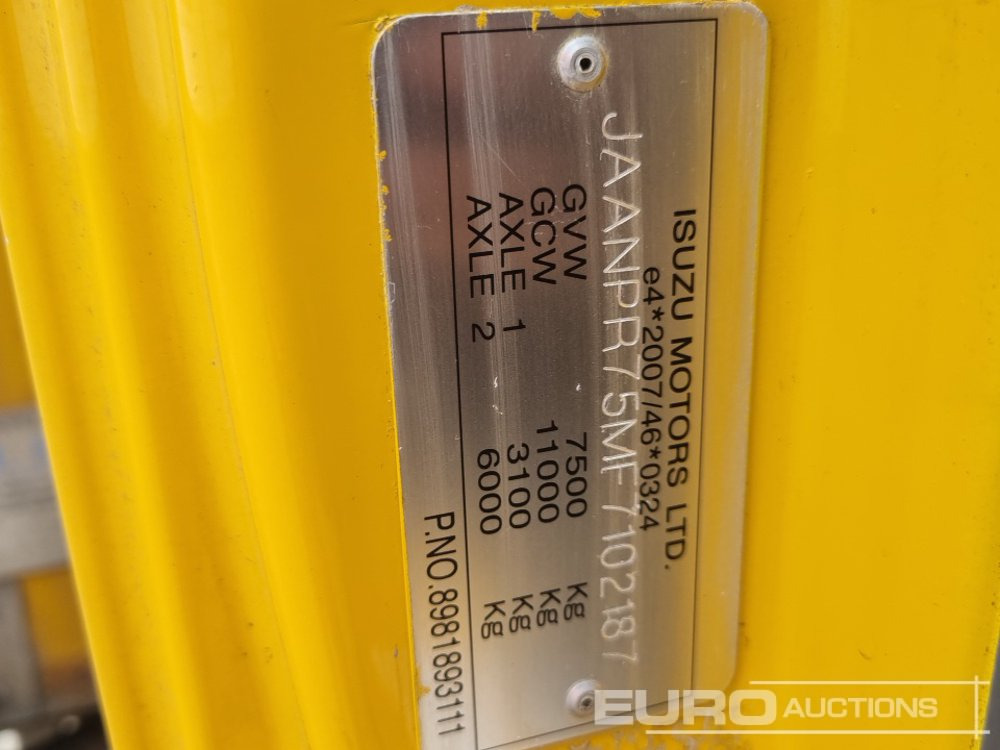 ISUZU MOTORS LTD.
e4*2007/46*0324
JAANPR75MF7102187
GVW 7500 Kg
GCW 11000 Kg
AXLE 1 3100 Kg
AXLE 2 6000 Kg
P.NO.8981893111
EURO AUCTIONS